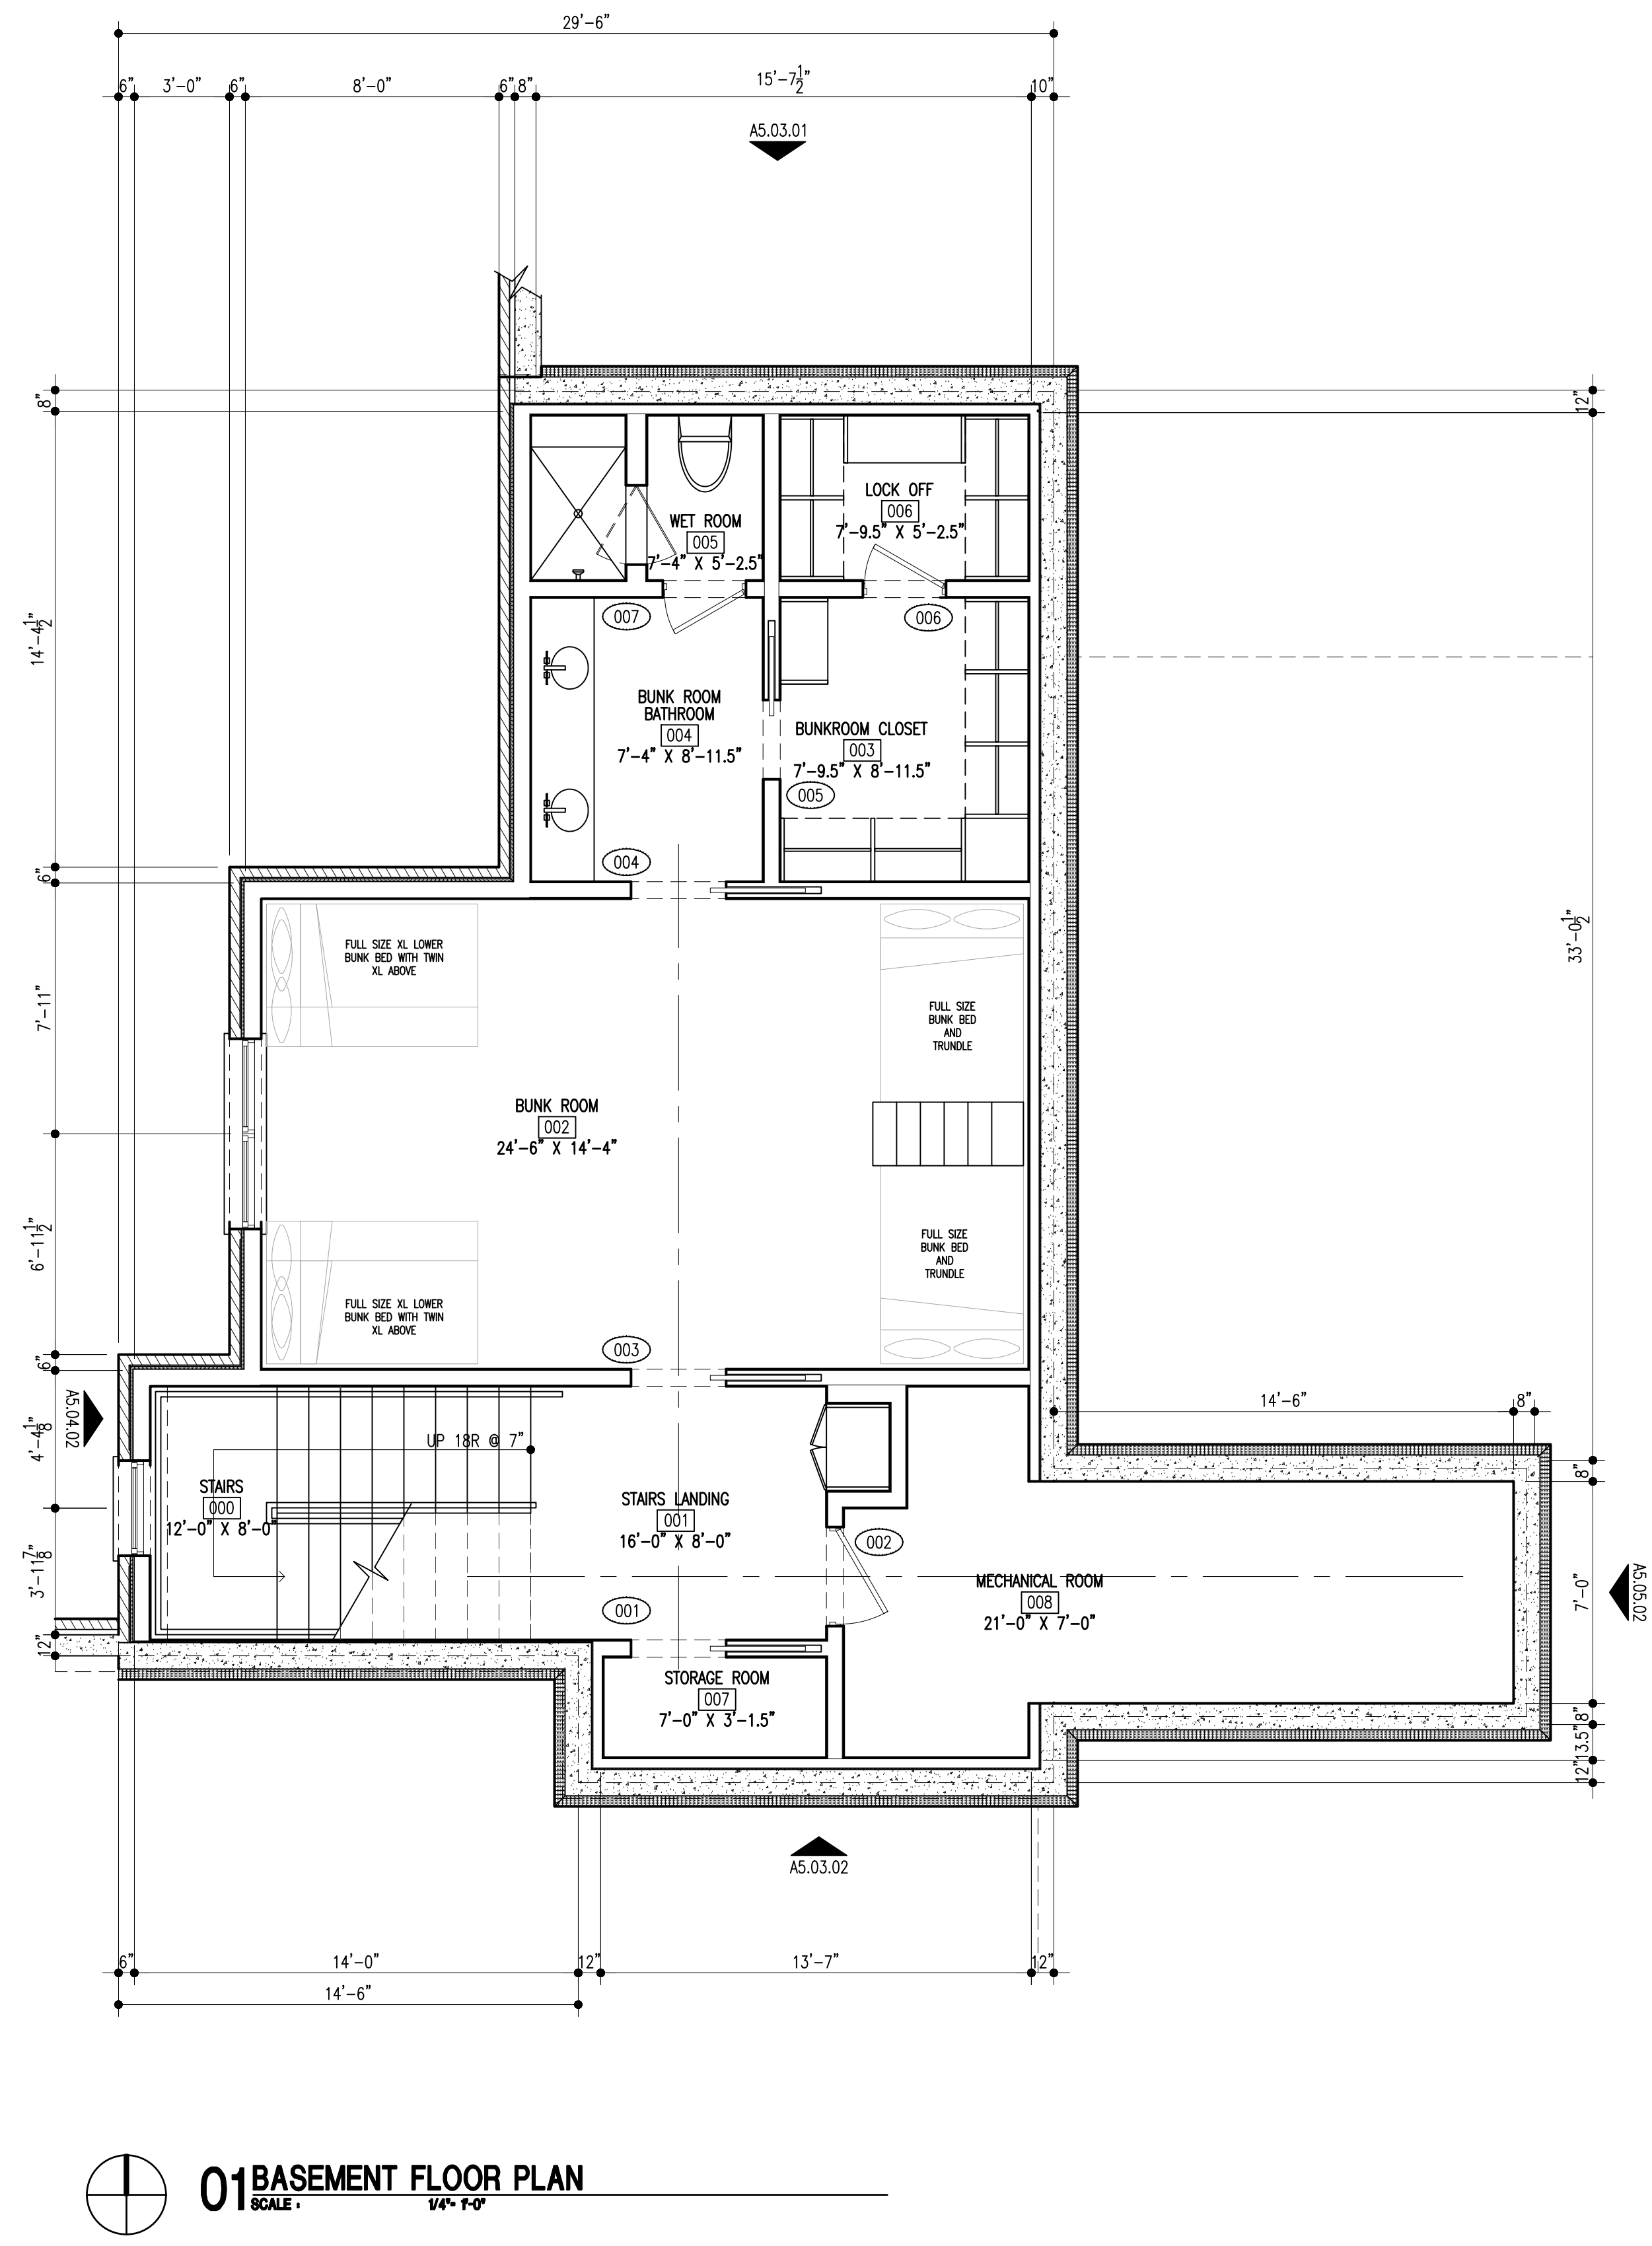 29'-6"
6" 3'-0" 6" 8'-0" 6" 8" 15'-7 1/2" 10"
A5.03.01
8"
12"
LOCK OFF
006
7'-9.5" X 5'-2.5"
WET ROOM
005
7'-4" X 5'-2.5"
007
006
14'-4 1/2"
BUNK ROOM
BATHROOM
004
7'-4" X 8'-11.5"
BUNKROOM CLOSET
003
7'-9.5" X 8'-11.5"
005
004
6"
33'-0 1/2"
FULL SIZE XL LOWER
BUNK BED WITH TWIN
XL ABOVE
7'-11"
FULL SIZE
BUNK BED
AND
TRUNDLE
BUNK ROOM
002
24'-6" X 14'-4"
6'-11 1/2"
FULL SIZE
BUNK BED
AND
TRUNDLE
FULL SIZE XL LOWER
BUNK BED WITH TWIN
XL ABOVE
003
6"
A5.04.02
14'-6" 8"
4'-4 1/8"
UP 18R @ 7"
8"
STAIRS
000
12'-0" X 8'-0"
STAIRS LANDING
001
16'-0" X 8'-0"
002
3'-11 7/8"
MECHANICAL ROOM
008
21'-0" X 7'-0"
7'-0"
A5.05.02
001
12"
STORAGE ROOM
007
7'-0" X 3'-1.5"
8"
13.5"
12"
A5.03.02
6" 14'-0" 12" 13'-7" 12"
14'-6"
01 BASEMENT FLOOR PLAN
SCALE : 1/4"= 1'-0"